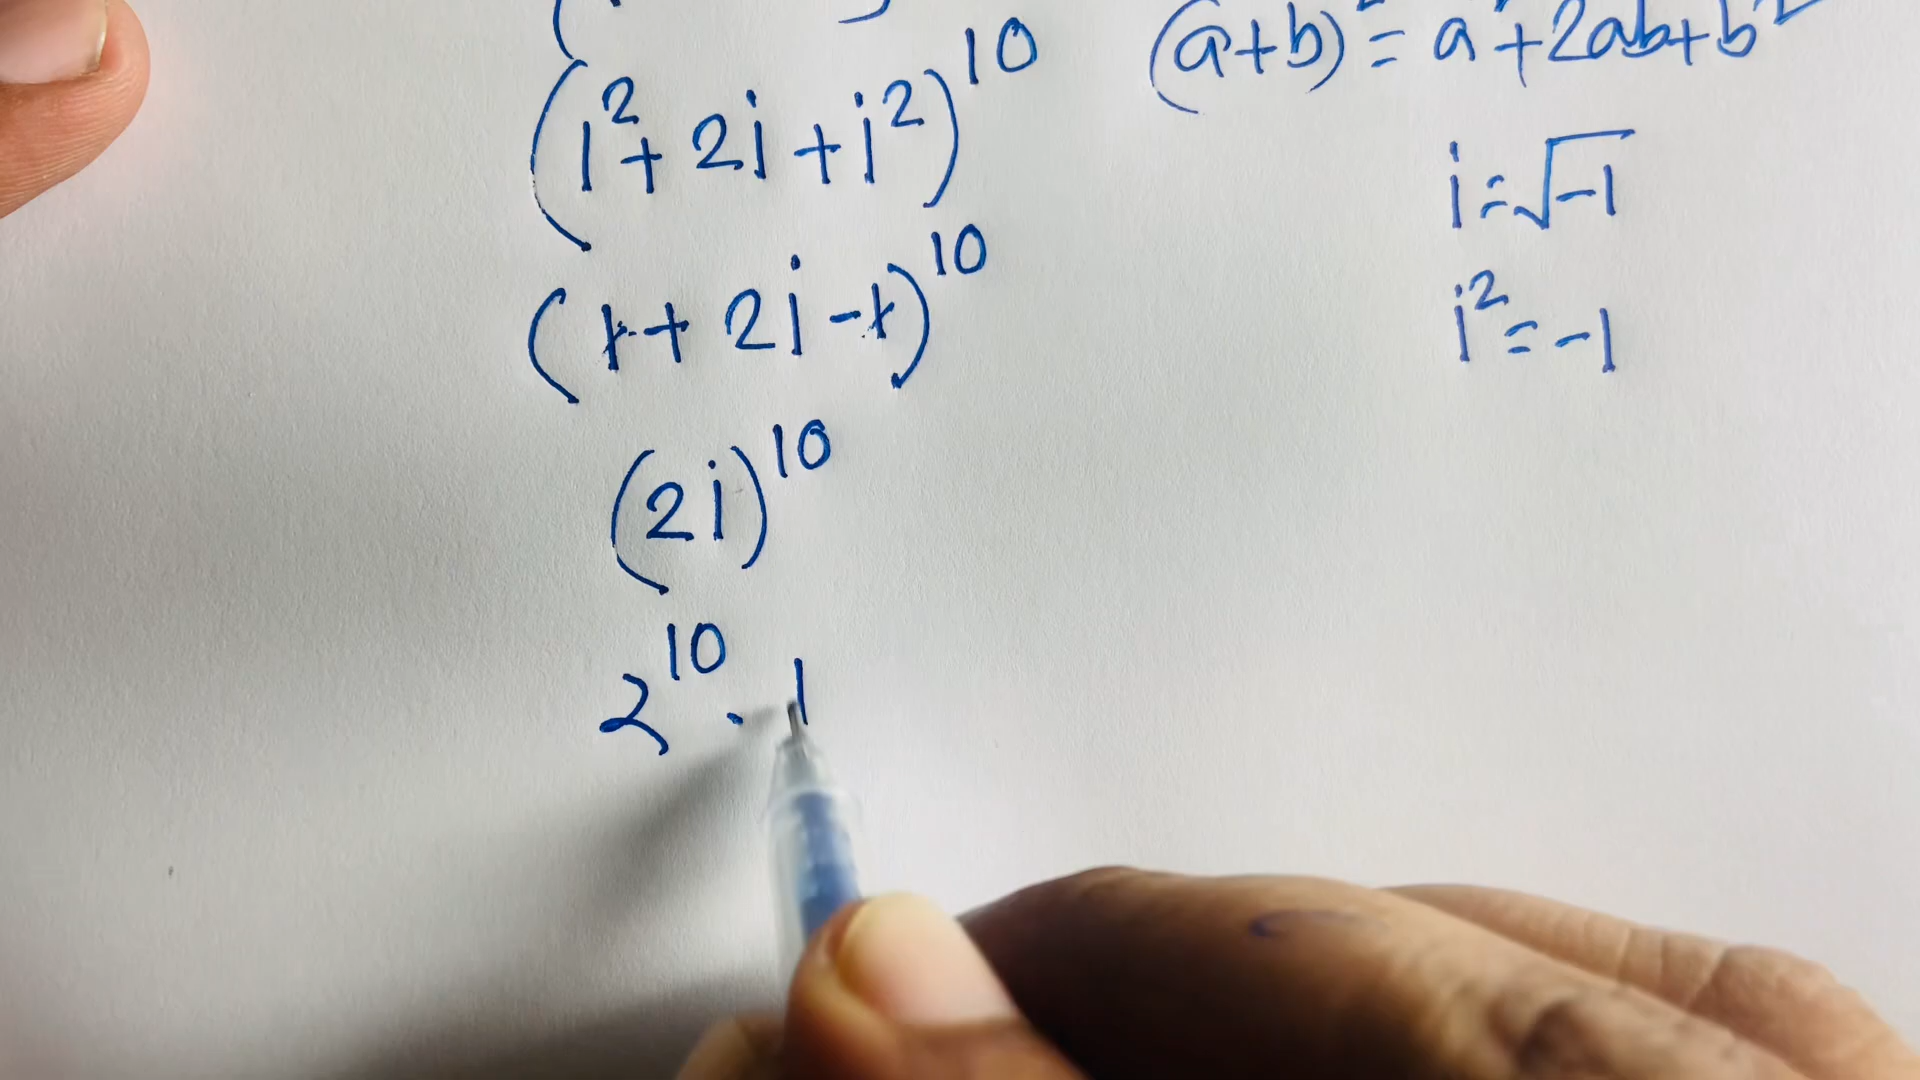 (a+b)² = a²+2ab+b²
(1²+2i+i²)¹⁰
i=√-1
(1+2i-1)¹⁰
i²=-1
(2i)¹⁰
2¹⁰·